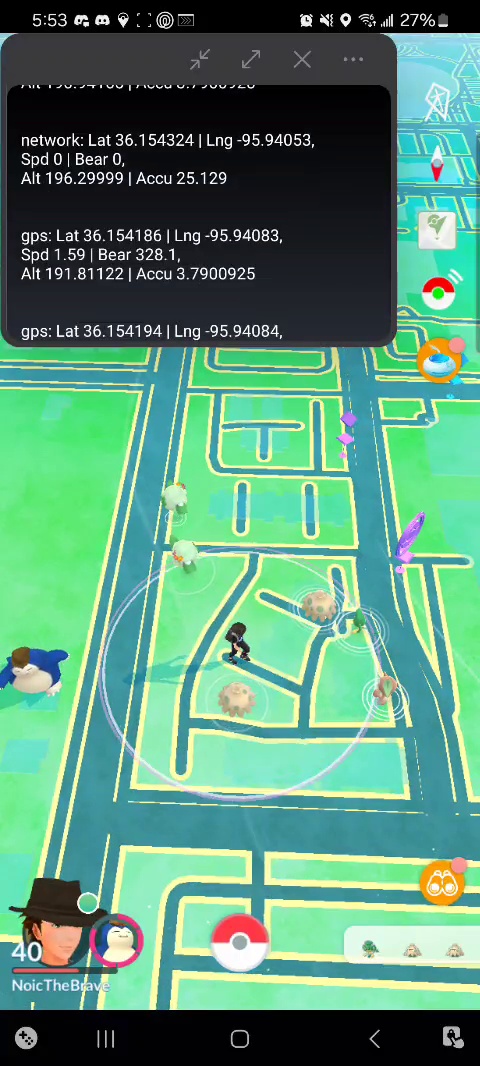 5:53
27%
network: Lat 36.154324 | Lng -95.94053,
Spd 0 | Bear 0,
Alt 196.29999 | Accu 25.129
gps: Lat 36.154186 | Lng -95.94083,
Spd 1.59 | Bear 328.1,
Alt 191.81122 | Accu 3.7900925
gps: Lat 36.154194 | Lng -95.94084,
40
NoicTheBrave